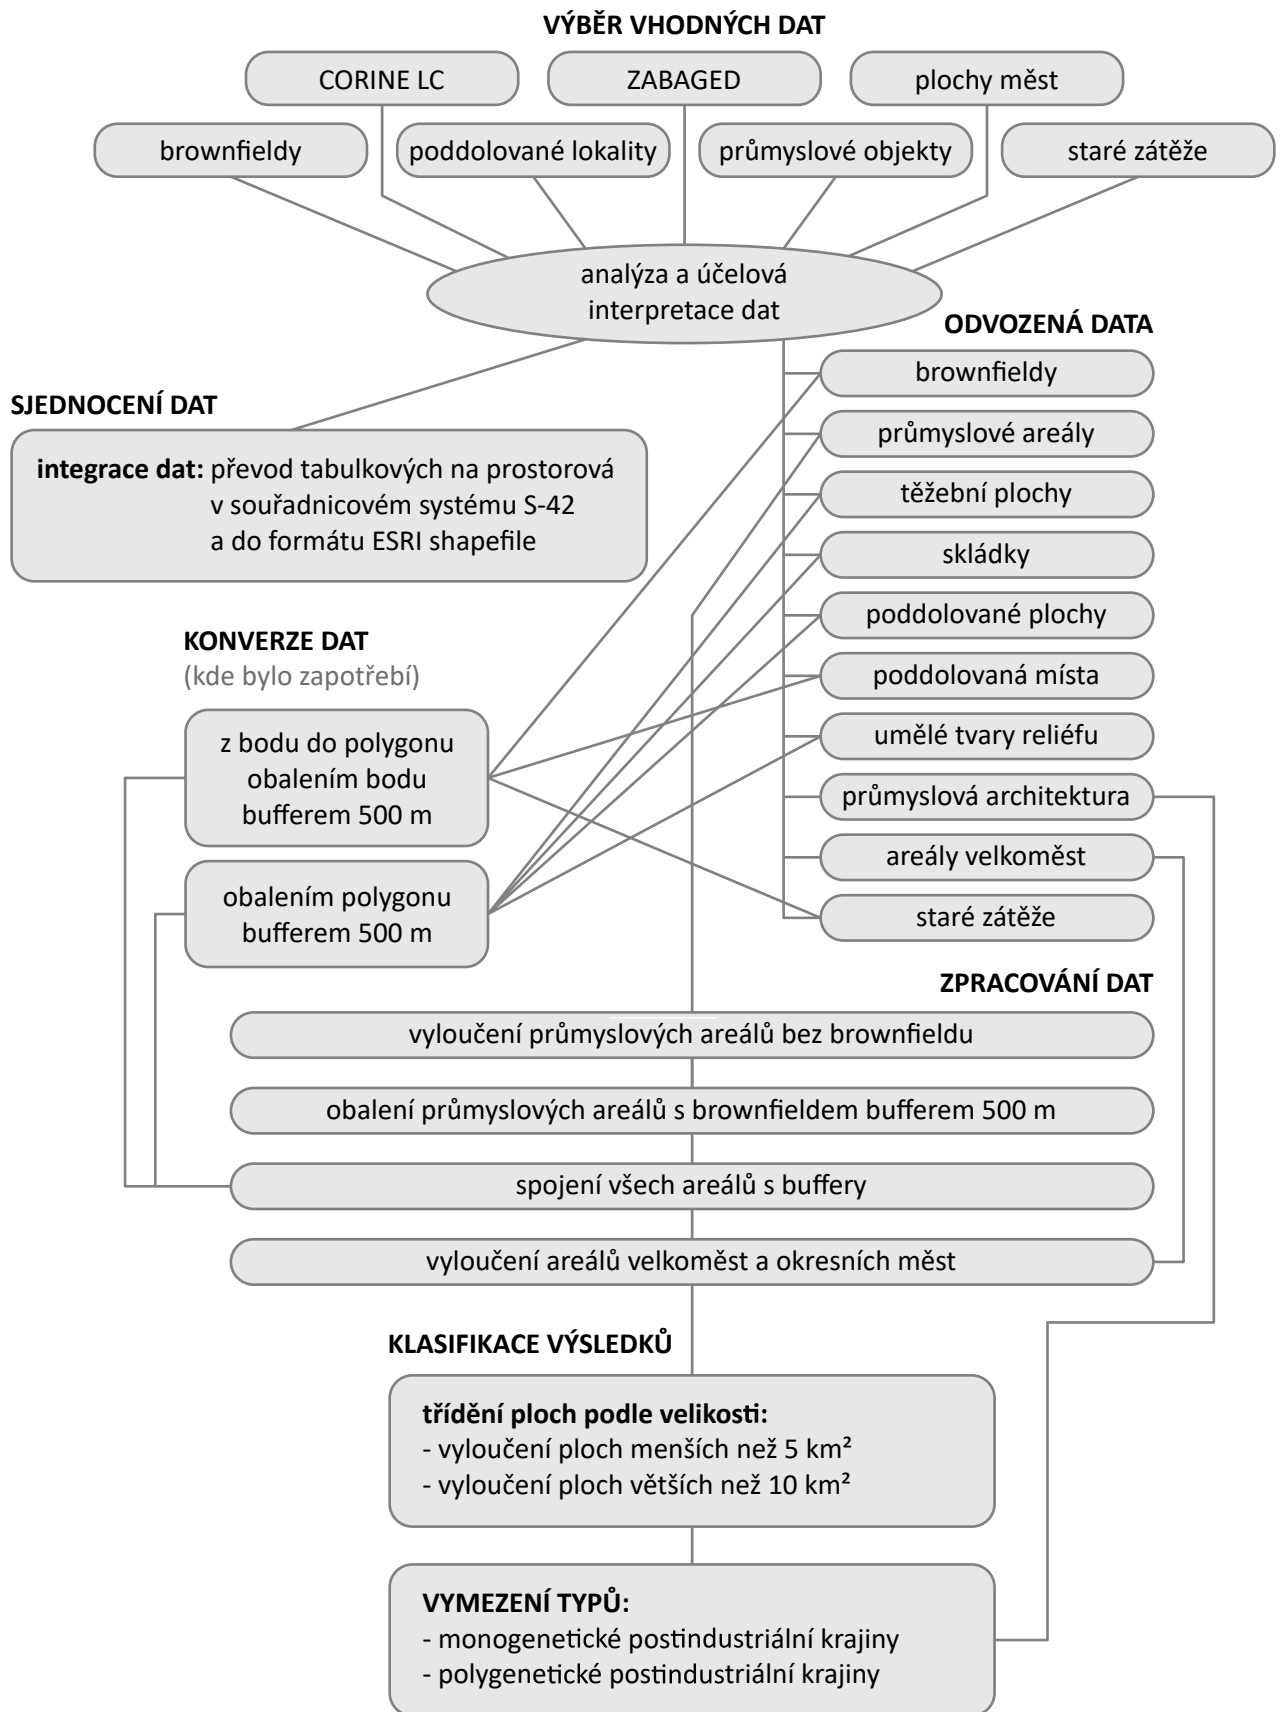 VÝBĚR VHODNÝCH DAT
CORINE LC
ZABAGED
plochy měst
brownfieldy
poddolované lokality
průmyslové objekty
staré zátěže
analýza a účelová
interpretace dat
ODVOZENÁ DATA
brownfieldy
průmyslové areály
těžební plochy
skládky
poddolované plochy
poddolovaná místa
umělé tvary reliéfu
průmyslová architektura
areály velkoměst
staré zátěže
SJEDNOCENÍ DAT
integrace dat: převod tabulkových na prostorová
v souřadnicovém systému S-42
a do formátu ESRI shapefile
KONVERZE DAT
(kde bylo zapotřebí)
z bodu do polygonu
obalením bodu
bufferem 500 m
obalením polygonu
bufferem 500 m
ZPRACOVÁNÍ DAT
vyloučení průmyslových areálů bez brownfieldu
obalení průmyslových areálů s brownfieldem bufferem 500 m
spojení všech areálů s buffery
vyloučení areálů velkoměst a okresních měst
KLASIFIKACE VÝSLEDKŮ
třídění ploch podle velikosti:
- vyloučení ploch menších než 5 km²
- vyloučení ploch větších než 10 km²
VYMEZENÍ TYPŮ:
- monogenetické postindustriální krajiny
- polygenetické postindustriální krajiny